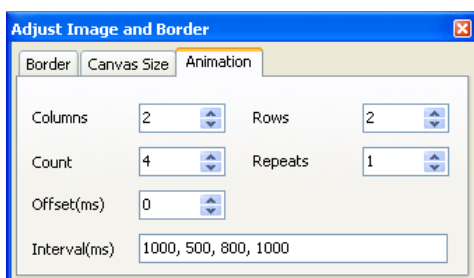 Adjust Image and Border
Border Canvas Size Animation
Columns 2 Rows 2
Count 4 Repeats 1
Offset(ms) 0
Interval(ms) 1000, 500, 800, 1000